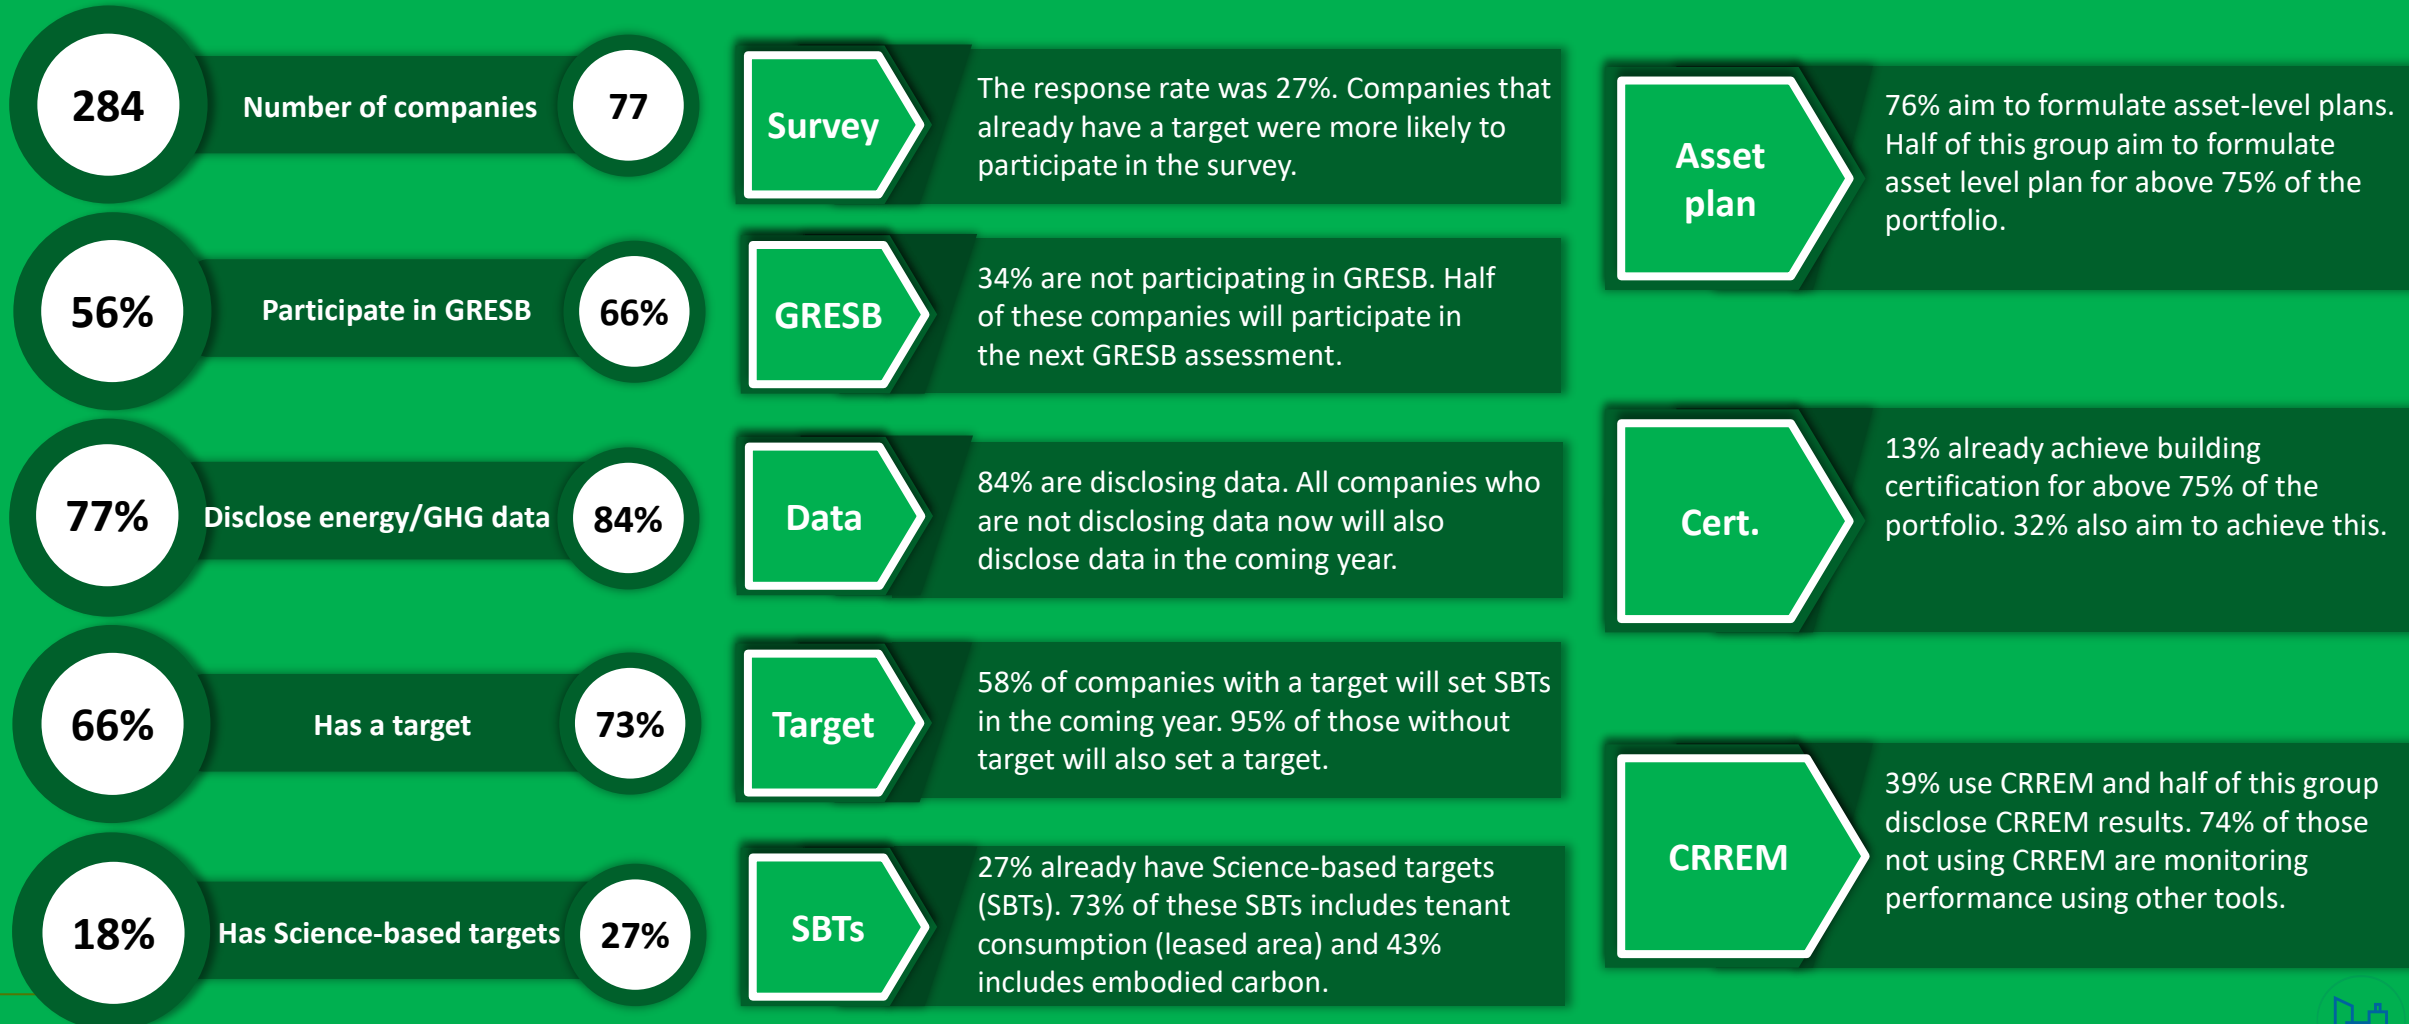 284
Number of companies
77
56%
Participate in GRESB
66%
77%
Disclose energy/GHG data
84%
66%
Has a target
73%
18%
Has Science-based targets
27%
Survey
The response rate was 27%. Companies that
already have a target were more likely to
participate in the survey.
GRESB
34% are not participating in GRESB. Half
of these companies will participate in
the next GRESB assessment.
Data
84% are disclosing data. All companies who
are not disclosing data now will also
disclose data in the coming year.
Target
58% of companies with a target will set SBTs
in the coming year. 95% of those without
target will also set a target.
SBTs
27% already have Science-based targets
(SBTs). 73% of these SBTs includes tenant
consumption (leased area) and 43%
includes embodied carbon.
Asset
plan
76% aim to formulate asset-level plans.
Half of this group aim to formulate
asset level plan for above 75% of the
portfolio.
Cert.
13% already achieve building
certification for above 75% of the
portfolio. 32% also aim to achieve this.
CRREM
39% use CRREM and half of this group
disclose CRREM results. 74% of those
not using CRREM are monitoring
performance using other tools.